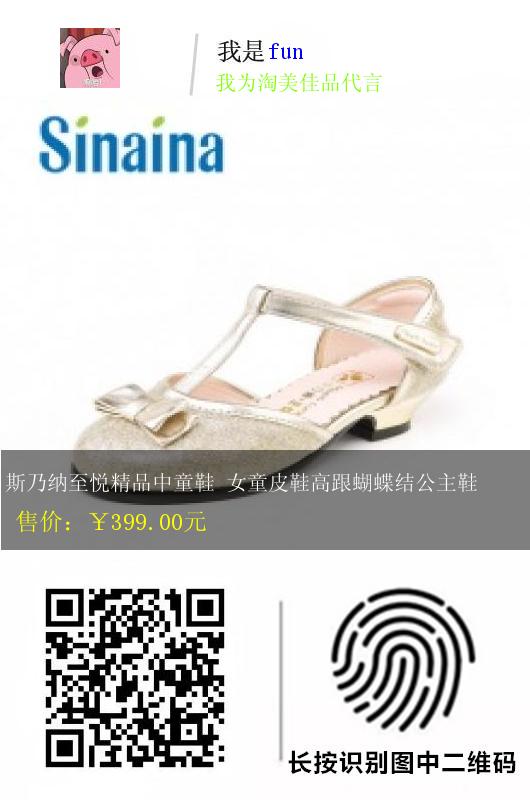 我是fun
我为淘美佳品代言
Sinaina
斯乃纳至悦精品中童鞋 女童皮鞋高跟蝴蝶结公主鞋
售价：￥399.00元
长按识别图中二维码